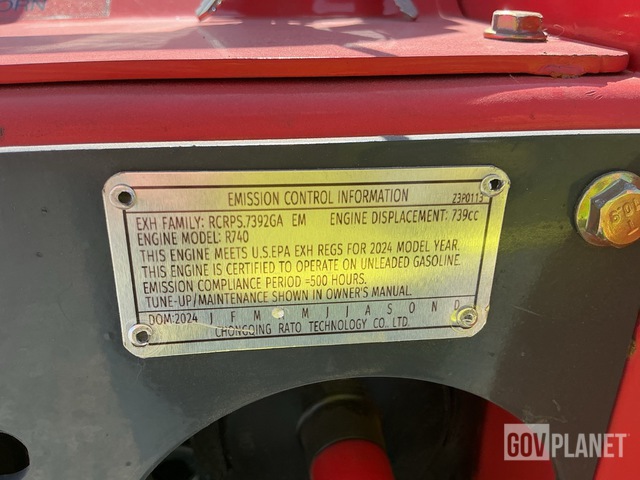 EMISSION CONTROL INFORMATION Z3P0115
EXH FAMILY: RCRPS.7392GA EM ENGINE DISPLACEMENT: 739cc
ENGINE MODEL: R740
THIS ENGINE MEETS U.S.EPA EXH REGS FOR 2024 MODEL YEAR.
THIS ENGINE IS CERTIFIED TO OPERATE ON UNLEADED GASOLINE.
EMISSION COMPLIANCE PERIOD =500 HOURS.
TUNE-UP/MAINTENANCE SHOWN IN OWNER'S MANUAL.
DOM:2024 J F M M J J A S O N D
CHONGQING RATO TECHNOLOGY CO., LTD.
GOVPLANET